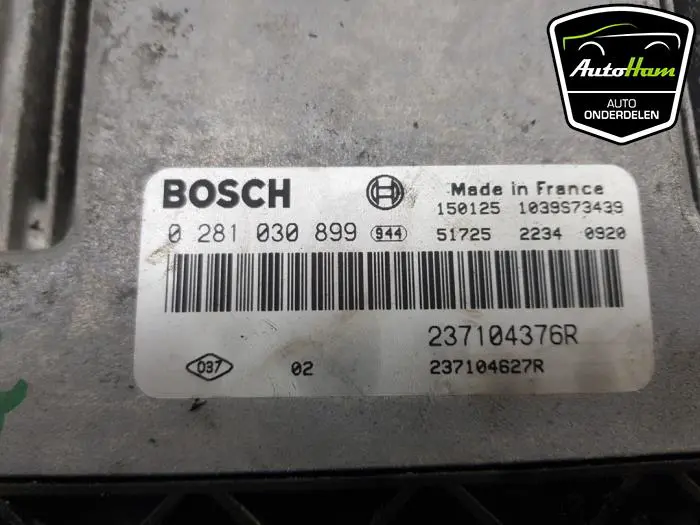 AutoHam
AUTO
ONDERDELEN
BOSCH
Made in France
150125 1039S73439
0 281 030 899 944 51725 2234 0920
237104376R
037 02 237104627R